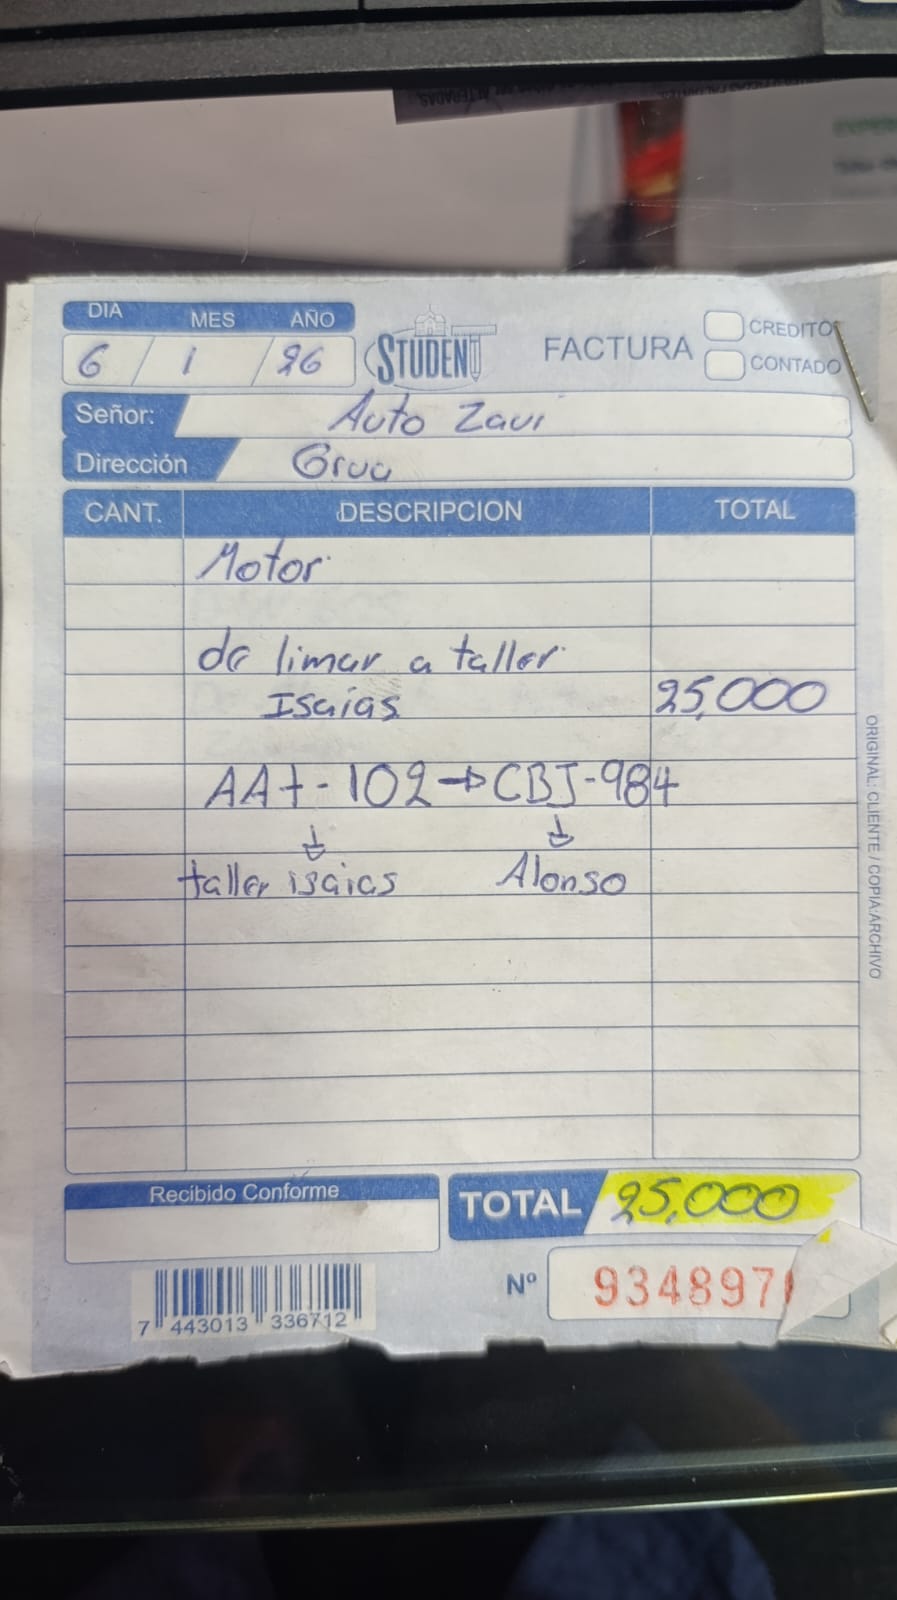 DIA MES AÑO
6 / 1 / 26
STUDENT
FACTURA
CREDITO
CONTADO
Señor: Auto Zavi
Dirección Grua
CANT. DESCRIPCION TOTAL
Motor
de limar a taller
Isaias 25,000
AAt-102→CBJ-984
↓ ↓
taller isaias Alonso
ORIGINAL: CLIENTE / COPIA:ARCHIVO
Recibido Conforme
TOTAL 25,000
Nº 9348971
7 443013 336712